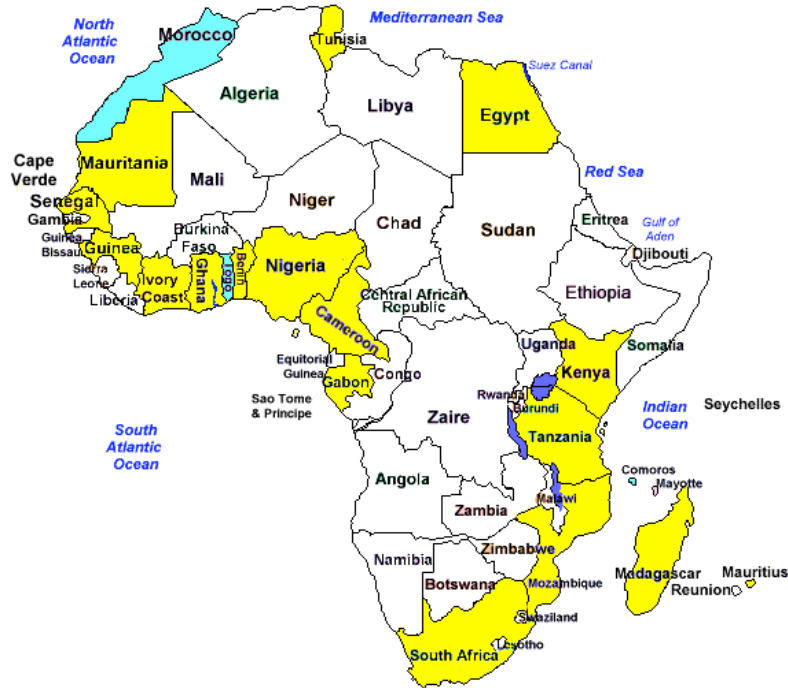 North
Atlantic
Ocean
Morocco
Mediterranean Sea
Tunisia
Suez Canal
Algeria
Libya
Egypt
Cape
Verde
Mauritania
Mali
Niger
Red Sea
Senegal
Gambia
Chad
Sudan
Eritrea
Gulf of
Aden
Guinea
Bissau
Guinea
Burkina
Faso
Djibouti
Sierra
Leone
Liberia
Ivory
Coast
Ghana
Togo
Benin
Nigeria
Ethiopia
Central African
Republic
Cameroon
Uganda
Somalia
Equitorial
Guinea
Congo
Kenya
Gabon
Rwanda
Burundi
Sao Tome
& Principe
Zaire
Indian
Ocean
Seychelles
South
Atlantic
Ocean
Tanzania
Angola
Comoros
Mayotte
Malawi
Zambia
Zimbabwe
Namibia
Botswana
Mozambique
Madagascar
Reunion
Mauritius
Swaziland
Lesotho
South Africa